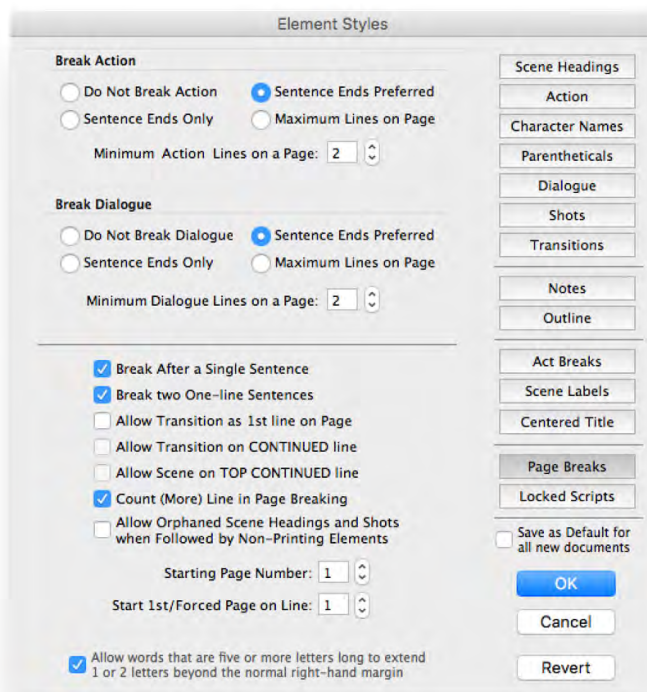 Element Styles
Break Action
Do Not Break Action
Sentence Ends Preferred
Sentence Ends Only
Maximum Lines on Page
Minimum Action Lines on a Page: 2
Break Dialogue
Do Not Break Dialogue
Sentence Ends Preferred
Sentence Ends Only
Maximum Lines on Page
Minimum Dialogue Lines on a Page: 2
Break After a Single Sentence
Break two One-line Sentences
Allow Transition as 1st line on Page
Allow Transition on CONTINUED line
Allow Scene on TOP CONTINUED line
Count (More) Line in Page Breaking
Allow Orphaned Scene Headings and Shots
when Followed by Non-Printing Elements
Starting Page Number: 1
Start 1st/Forced Page on Line: 1
Allow words that are five or more letters long to extend
1 or 2 letters beyond the normal right-hand margin
Scene Headings
Action
Character Names
Parentheticals
Dialogue
Shots
Transitions
Notes
Outline
Act Breaks
Scene Labels
Centered Title
Page Breaks
Locked Scripts
Save as Default for
all new documents
OK
Cancel
Revert